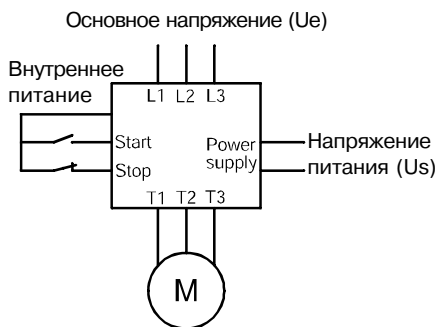 Основное напряжение (Ue)
Внутреннее
питание
L1 L2 L3
Start
Stop
Power
supply
Напряжение
питания (Us)
T1 T2 T3
M